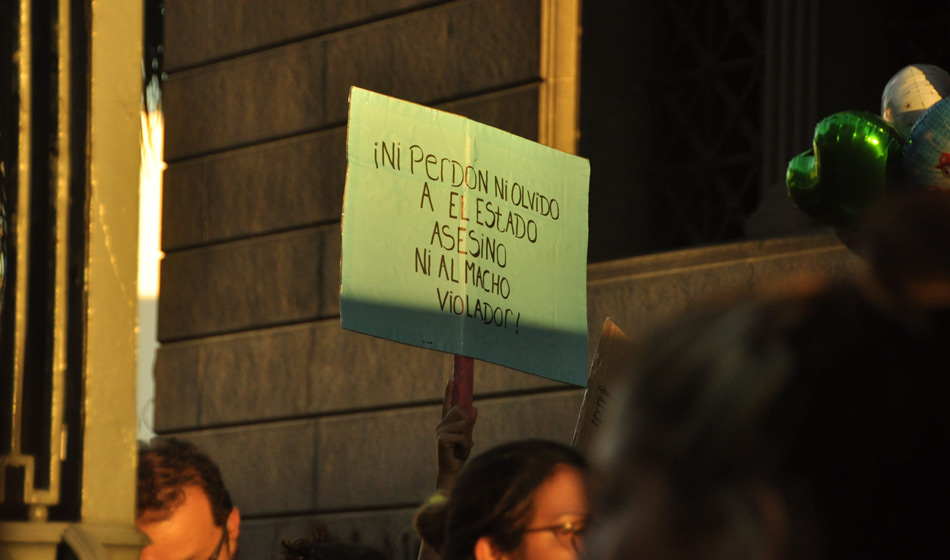 ¡Ni Perdon Ni OLVIDO
A EL EStADO
ASESINO
Ni AL MACHO
VioLADOr!